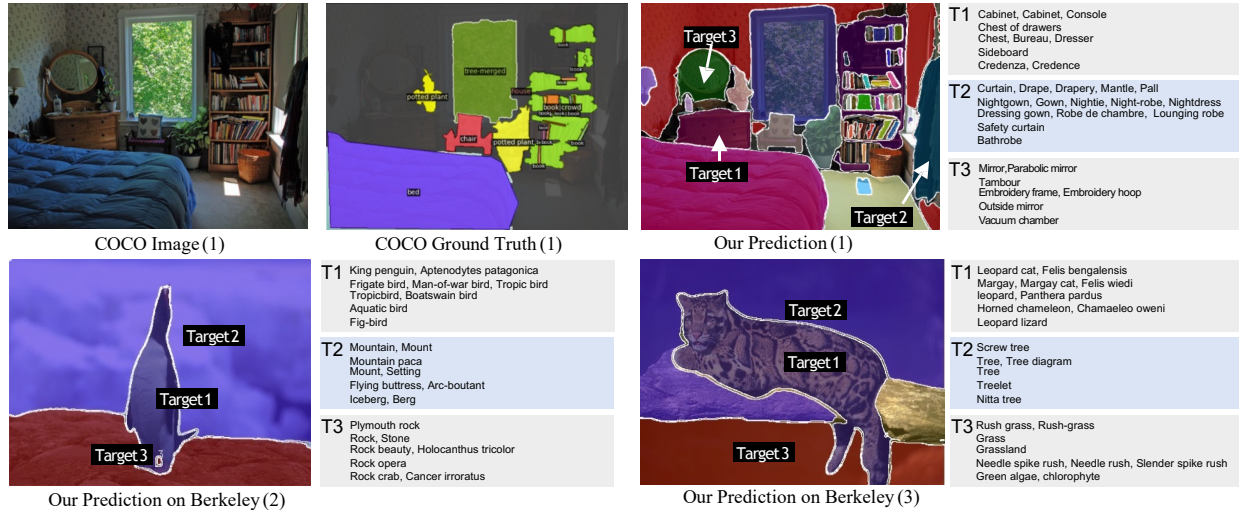 tree-merged
book
potted plant
house
book crowd
chair
potted plant
book
book
bed
Target 3
Target 1
Target 2
T1 Cabinet, Cabinet, Console
Chest of drawers
Chest, Bureau, Dresser
Sideboard
Credenza, Credence
T2 Curtain, Drape, Drapery, Mantle, Pall
Nightgown, Gown, Nightie, Night-robe, Nightdress
Dressing gown, Robe de chambre, Lounging robe
Safety curtain
Bathrobe
T3 Mirror,Parabolic mirror
Tambour
Embroidery frame, Embroidery hoop
Outside mirror
Vacuum chamber
COCO Image (1)
COCO Ground Truth (1)
Our Prediction (1)
Target 2
Target 1
Target 3
T1 King penguin, Aptenodytes patagonica
Frigate bird, Man-of-war bird, Tropic bird
Tropicbird, Boatswain bird
Aquatic bird
Fig-bird
T2 Mountain, Mount
Mountain paca
Mount, Setting
Flying buttress, Arc-boutant
Iceberg, Berg
T3 Plymouth rock
Rock, Stone
Rock beauty, Holocanthus tricolor
Rock opera
Rock crab, Cancer irroratus
Our Prediction on Berkeley (2)
Target 2
Target 1
Target 3
T1 Leopard cat, Felis bengalensis
Margay, Margay cat, Felis wiedi
leopard, Panthera pardus
Horned chameleon, Chamaeleo oweni
Leopard lizard
T2 Screw tree
Tree, Tree diagram
Tree
Treelet
Nitta tree
T3 Rush grass, Rush-grass
Grass
Grassland
Needle spike rush, Needle rush, Slender spike rush
Green algae, chlorophyte
Our Prediction on Berkeley (3)